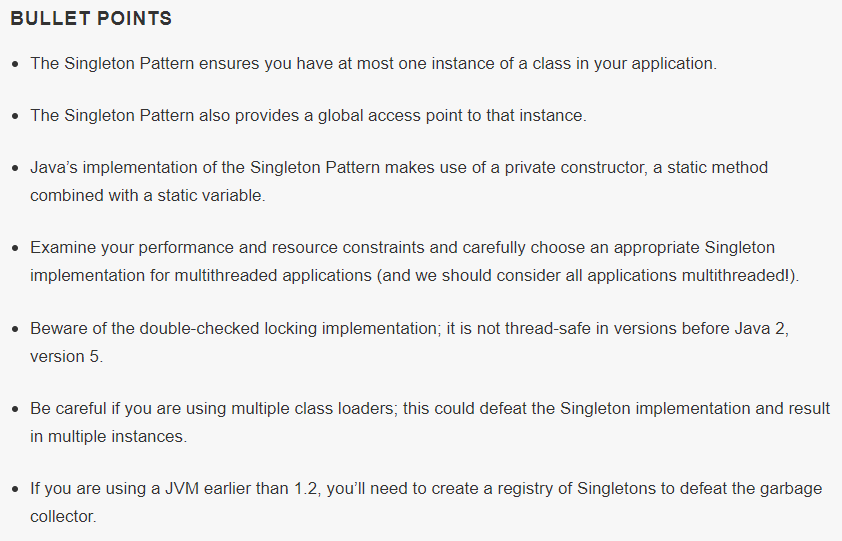 BULLET POINTS
• The Singleton Pattern ensures you have at most one instance of a class in your application.
• The Singleton Pattern also provides a global access point to that instance.
• Java’s implementation of the Singleton Pattern makes use of a private constructor, a static method
combined with a static variable.
• Examine your performance and resource constraints and carefully choose an appropriate Singleton
implementation for multithreaded applications (and we should consider all applications multithreaded!).
• Beware of the double-checked locking implementation; it is not thread-safe in versions before Java 2,
version 5.
• Be careful if you are using multiple class loaders; this could defeat the Singleton implementation and result
in multiple instances.
• If you are using a JVM earlier than 1.2, you’ll need to create a registry of Singletons to defeat the garbage
collector.